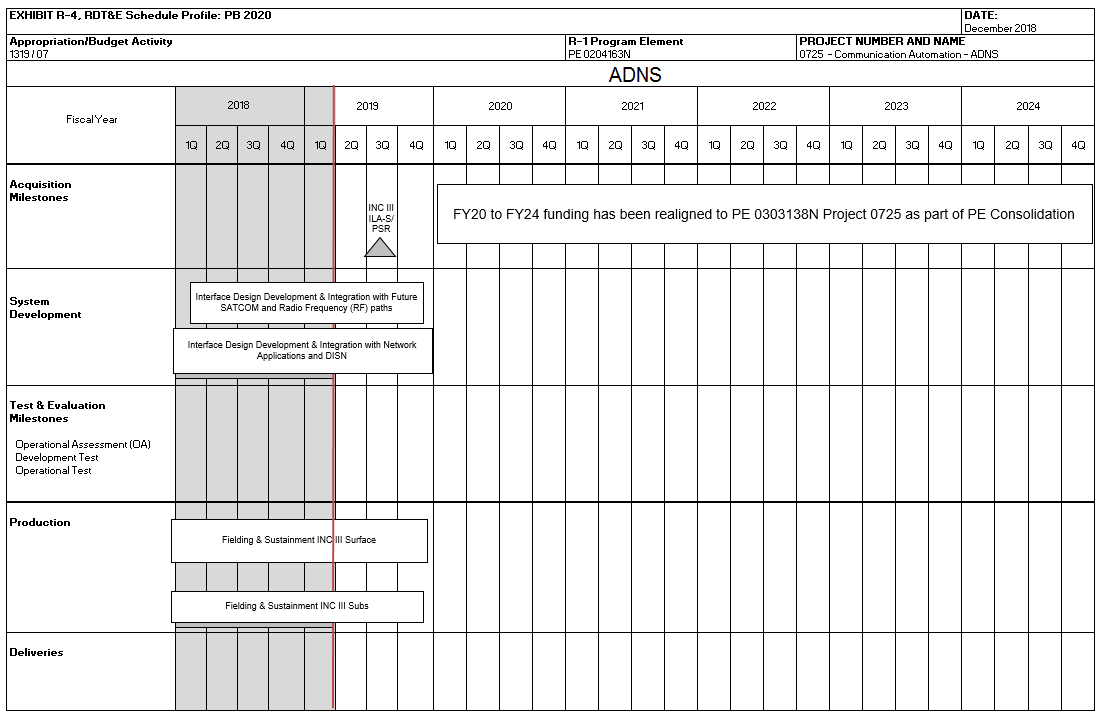 EXHIBIT R-4, RDT&E Schedule Profile: PB 2020
DATE:
December 2018
Appropriation/Budget Activity
1319 / 07
R-1 Program Element
PE 0204163N
PROJECT NUMBER AND NAME
0725 - Communication Automation - ADNS
ADNS
Fiscal Year
2018 2019 2020 2021 2022 2023 2024
1Q 2Q 3Q 4Q 1Q 2Q 3Q 4Q 1Q 2Q 3Q 4Q 1Q 2Q 3Q 4Q 1Q 2Q 3Q 4Q 1Q 2Q 3Q 4Q 1Q 2Q 3Q 4Q
Acquisition
Milestones
INC III
ILA-S/
PSR
FY20 to FY24 funding has been realigned to PE 0303138N Project 0725 as part of PE Consolidation
System
Development
Interface Design Development & Integration with Future
SATCOM and Radio Frequency (RF) paths
Interface Design Development & Integration with Network
Applications and DISN
Test & Evaluation
Milestones
Operational Assessment (OA)
Development Test
Operational Test
Production
Fielding & Sustainment INC III Surface
Fielding & Sustainment INC III Subs
Deliveries